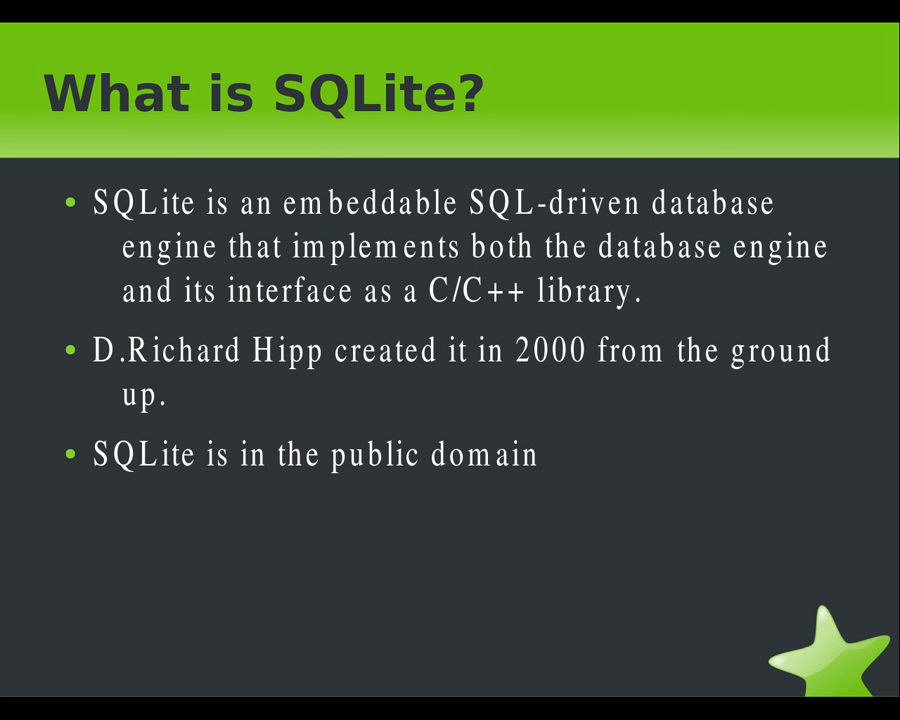 What is SQLite?
• SQLite is an embeddable SQL-driven database
engine that implements both the database engine
and its interface as a C/C++ library.
• D.Richard Hipp created it in 2000 from the ground
up.
• SQLite is in the public domain